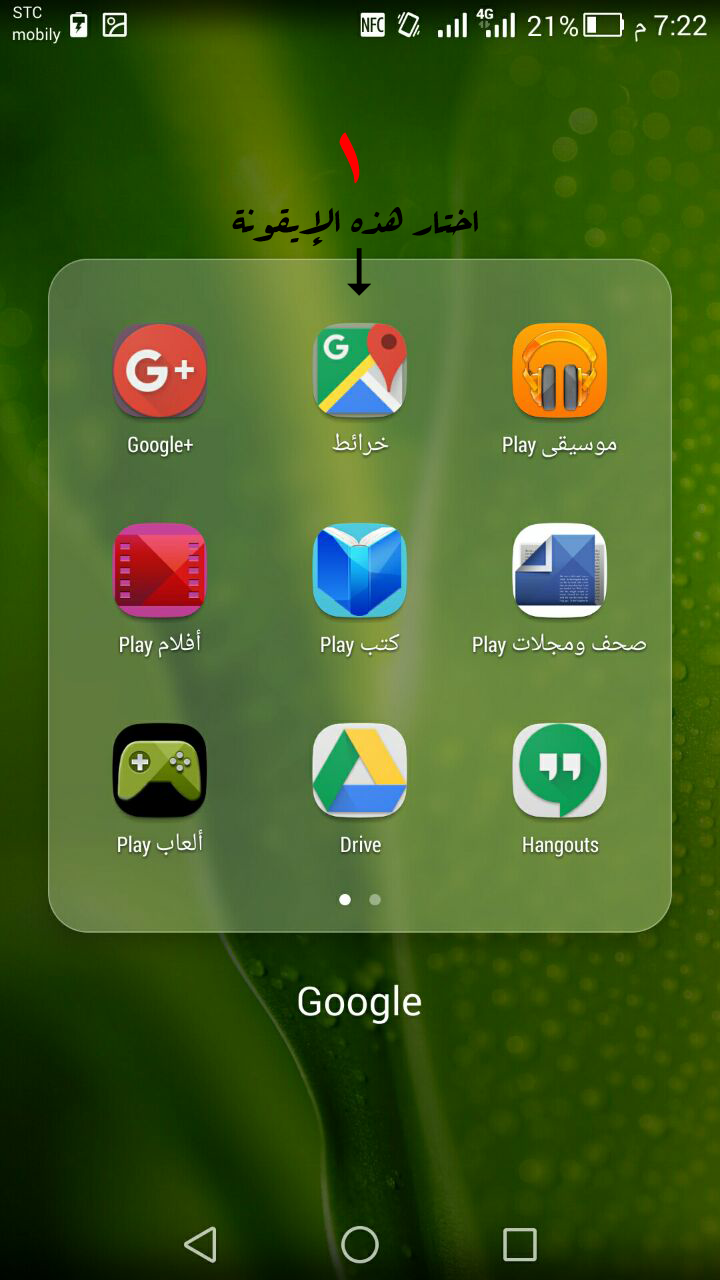 STC
mobily
NFC
4G
21%
7:22 م
١
اختار هذه الإيقونة
G+
G
Google+
خرائط
موسيقى Play
أفلام Play
كتب Play
صحف ومجلات Play
ألعاب Play
Drive
Hangouts
Google